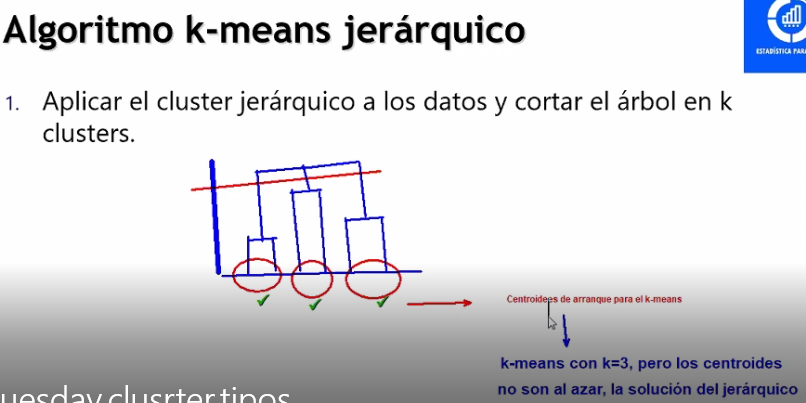 Algoritmo k-means jerárquico
ESTADÍSTICA PARA
1. Aplicar el cluster jerárquico a los datos y cortar el árbol en k
clusters.
Centroidees de arranque para el k-means
k-means con k=3, pero los centroides
no son al azar, la solución del jerárquico
uesday clusrter tipos